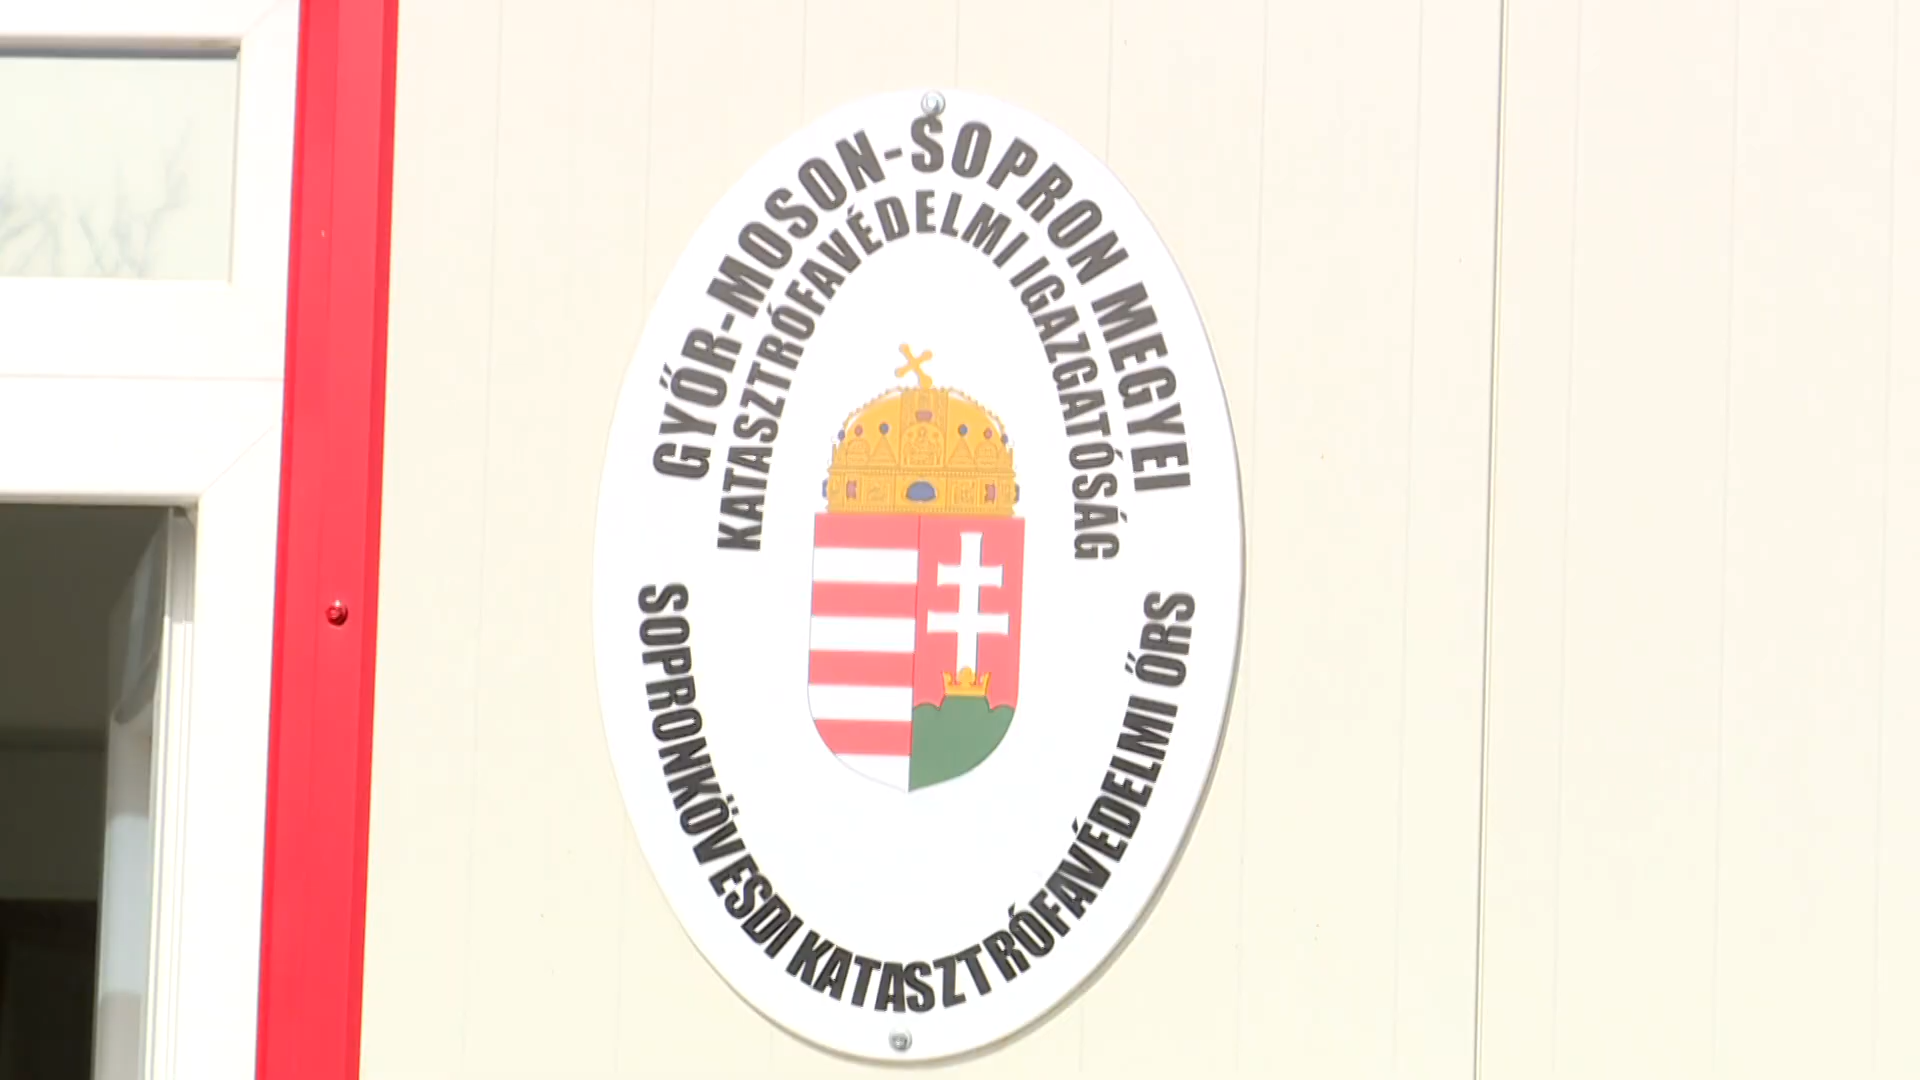 GYŐR-MOSON-SOPRON MEGYEI
KATASZTRÓFAVÉDELMI IGAZGATÓSÁG
SOPRONKÖVESDI KATASZTRÓFAVÉDELMI ŐRS